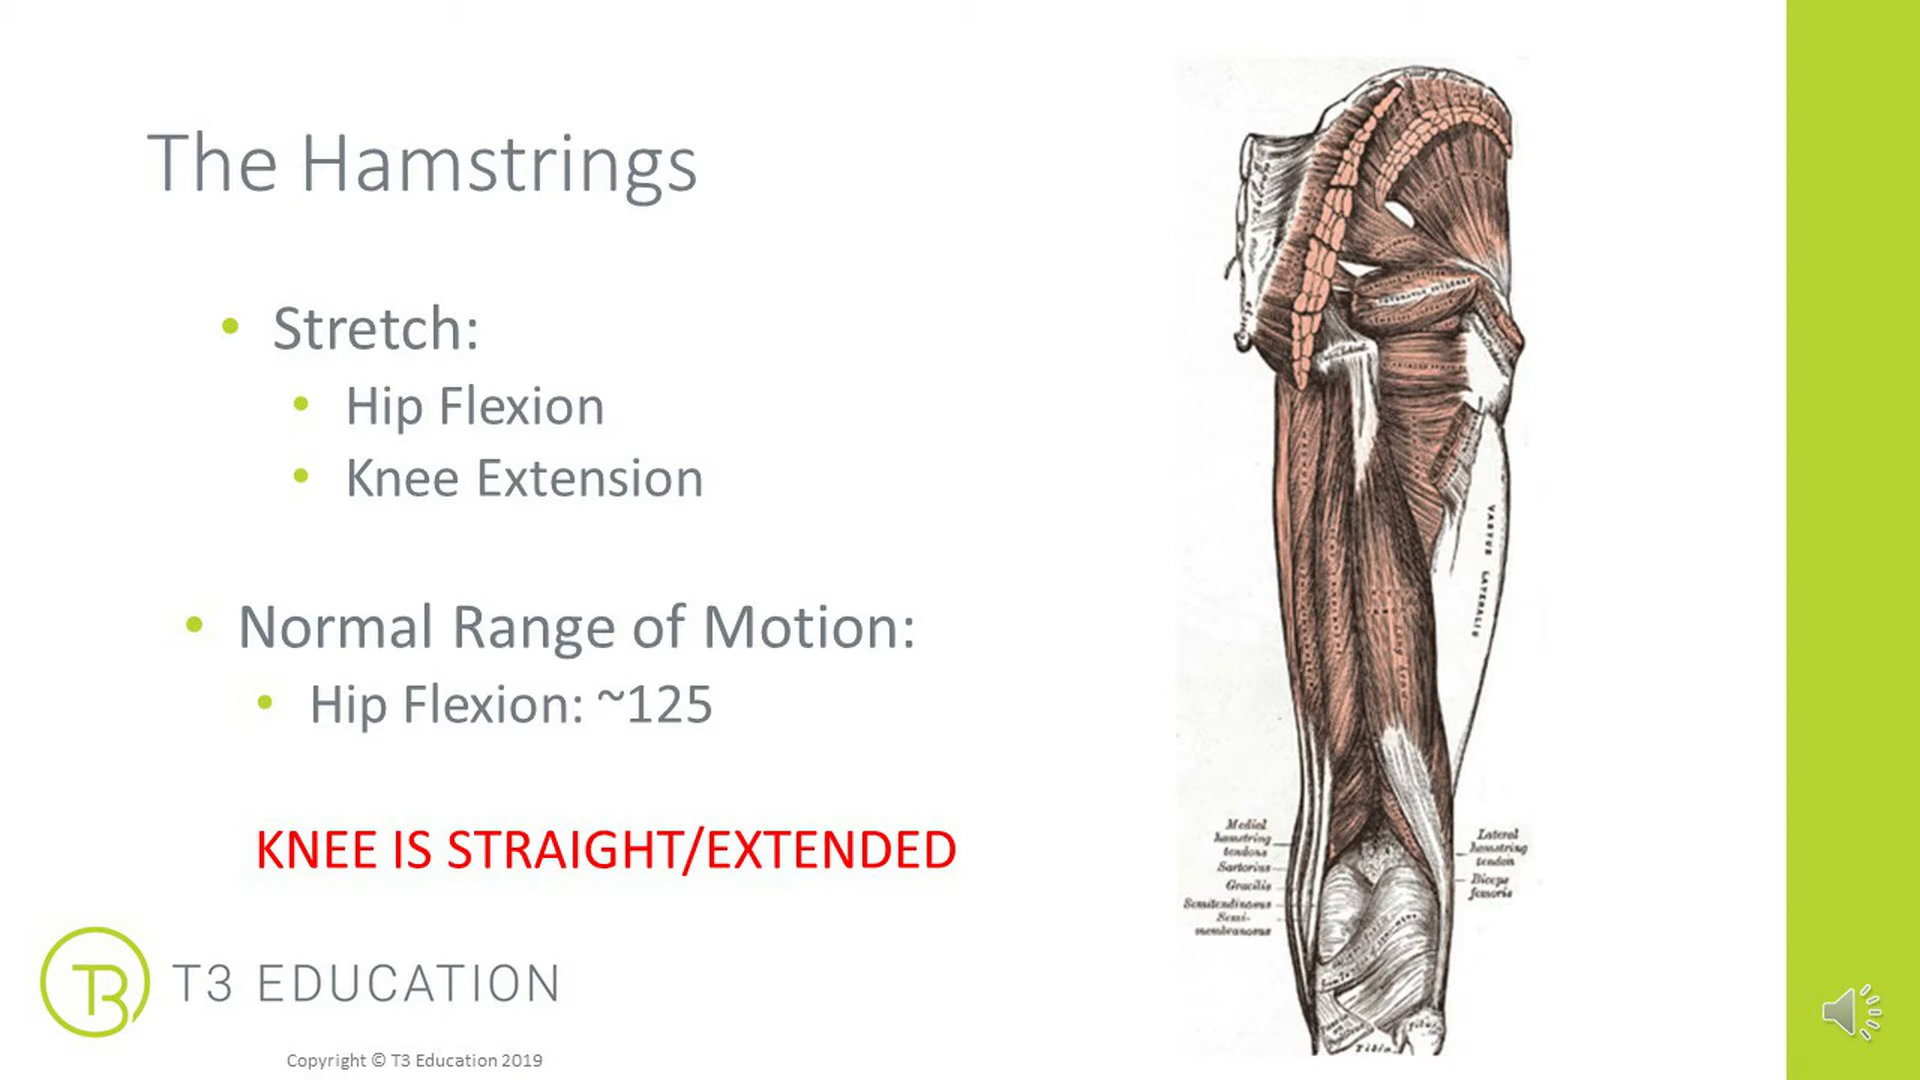 The Hamstrings
• Stretch:
• Hip Flexion
• Knee Extension
• Normal Range of Motion:
• Hip Flexion: ~125
KNEE IS STRAIGHT/EXTENDED
VASTUS LATERALIS
Medial
hamstring
tendons
Sartorius
Gracilis
Semitendinosus
Semi-
membranosus
Lateral
hamstring
tendon
Biceps
femoris
Tibia
T3 EDUCATION
Copyright © T3 Education 2019